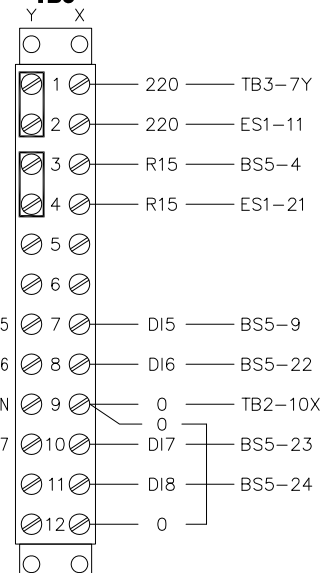 Y X
1 220 TB3-7Y
2 220 ES1-11
3 R15 BS5-4
4 R15 ES1-21
5
6
5 7 DI5 BS5-9
6 8 DI6 BS5-22
N 9 0 TB2-10X
0
7 10 DI7 BS5-23
11 DI8 BS5-24
12 0